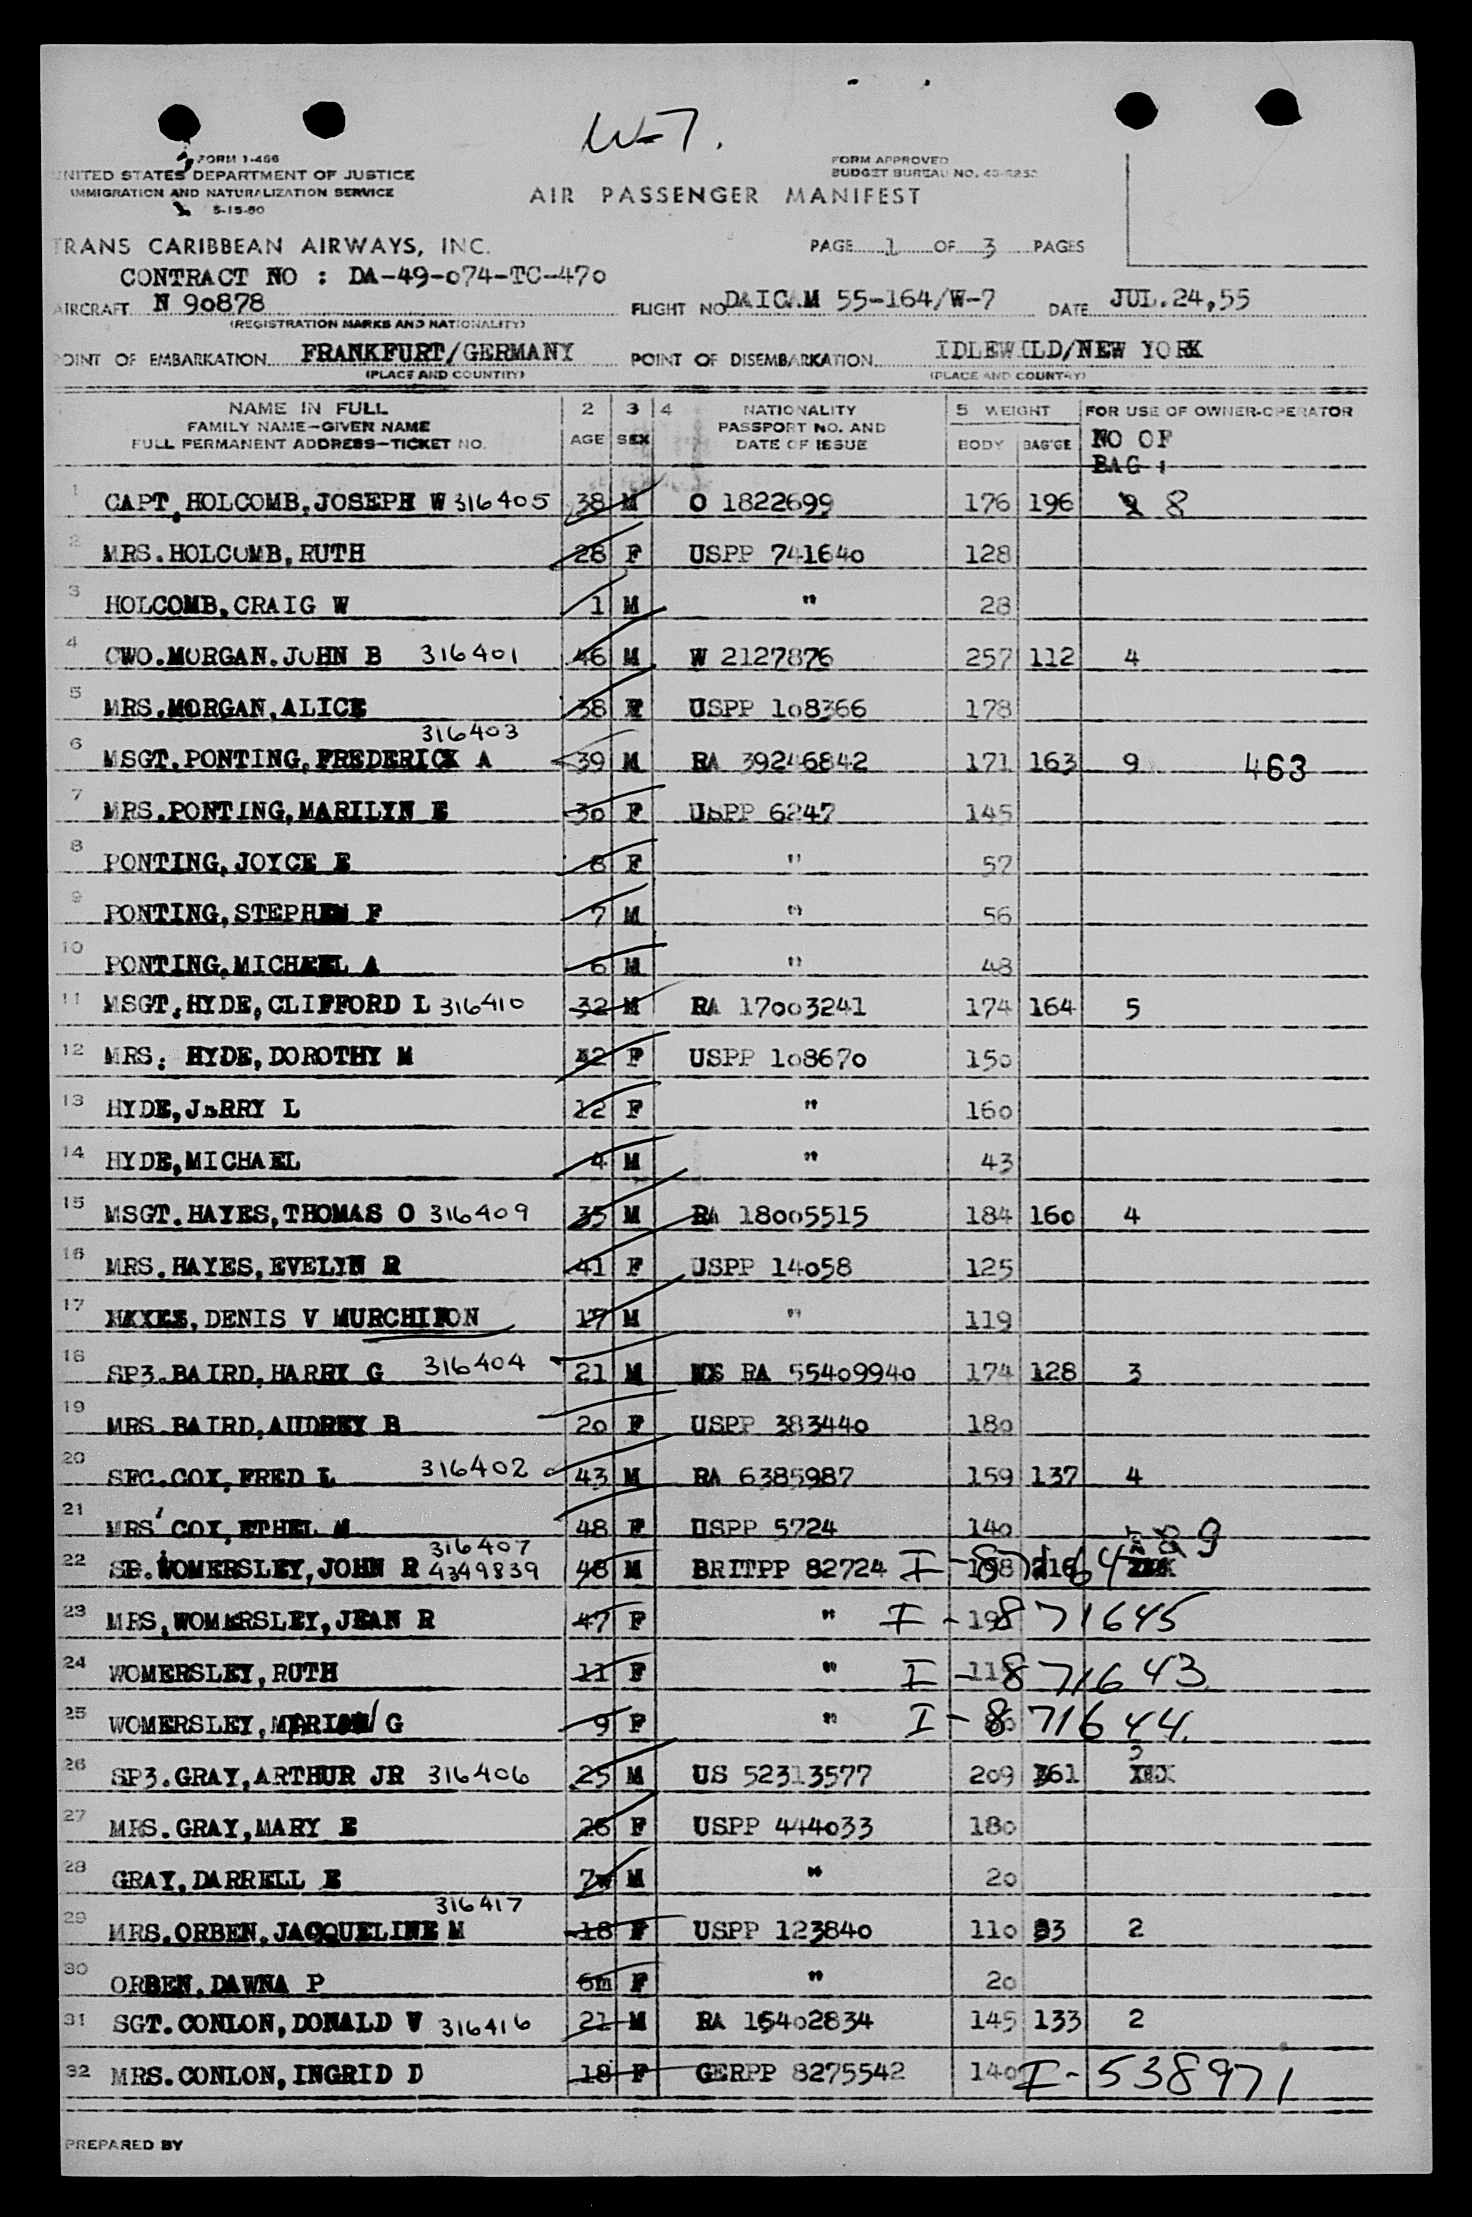 W-7.
FORM I-466
UNITED STATES DEPARTMENT OF JUSTICE
IMMIGRATION AND NATURALIZATION SERVICE
5-15-50
FORM APPROVED
BUDGET BUREAU NO.
AIR PASSENGER MANIFEST
TRANS CARIBBEAN AIRWAYS, INC.
PAGE 1 OF 3 PAGES
CONTRACT NO : DA-49-074-TC-470
AIRCRAFT N 90878 FLIGHT NO DAICAM 55-164/W-7 DATE JUL.24,55
(REGISTRATION MARKS AND NATIONALITY)
POINT OF EMBARKATION FRANKFURT/GERMANY POINT OF DISEMBARKATION IDLEWILD/NEW YORK
(PLACE AND COUNTRY) (PLACE AND COUNTRY)
NAME IN FULL 2 3 4 NATIONALITY 5 WEIGHT FOR USE OF OWNER-OPERATOR
FAMILY NAME-GIVEN NAME AGE SEX PASSPORT NO. AND BODY BAG'GE NO OF
FULL PERMANENT ADDRESS-TICKET NO. DATE OF ISSUE BAG :
1 CAPT. HOLCOMB,JOSEPH W 316405 38 M O 1822699 176 196 8
2 MRS.HOLCOMB,RUTH 28 F USPP 741640 128
3 HOLCOMB,CRAIG W 1 M " 28
4 CWO.MORGAN.JOHN B 316401 46 M W 2127876 257 112 4
5 MRS.MORGAN,ALICE 38 F USPP 108366 178
6 MSGT.PONTING,FREDERICK A 316403 39 M RA 39246842 171 163 9 463
7 MRS.PONTING,MARILYN E 30 F USPP 6247 145
8 PONTING,JOYCE E 8 F " 57
9 PONTING,STEPHEN F 7 M " 56
10 PONTING,MICHAEL A 6 M " 48
11 MSGT.HYDE,CLIFFORD L 316410 32 M RA 17003241 174 164 5
12 MRS: HYDE,DOROTHY M 32 F USPP 108670 150
13 HYDE,JERRY L 12 F " 160
14 HYDE,MICHAEL 4 M " 43
15 MSGT.HAYES,THOMAS O 316409 35 M RA 18005515 184 160 4
16 MRS.HAYES,EVELYN R 41 F USPP 14058 125
17 DENIS V MURCHISON 17 M " 119
18 SP3.BAIRD,HARRY G 316404 21 M RA 55409940 174 128 3
19 MRS.BAIRD,AUDREY B 20 F USPP 383440 180
20 SFC.COX,FRED L 316402 43 M RA 6385987 159 137 4
21 MRS COX,ETHEL M 48 F USPP 5724 140
22 WOMERSLEY,JOHN R 316407 4349839 48 M BRITPP 82724 I-87164 9
23 MRS,WOMERSLEY,JEAN R 47 F " I-871645
24 WOMERSLEY,RUTH 11 F " I-871643
25 WOMERSLEY, G 9 F " I-871644
26 SP3.GRAY,ARTHUR JR 316406 25 M US 52313577 209 361 3
27 MRS.GRAY,MARY E 26 F USPP 444033 180
28 GRAY,DARRELL E M " 20
29 MRS.ORBEN,JACQUELINE M 316417 18 F USPP 123840 110 83 2
30 ORBEN,DAWNA P 6m F " 20
31 SGT.CONLON,DONALD V 316416 21 M RA 16402834 145 133 2
32 MRS.CONLON,INGRID D 18 F GERPP 8275542 140 I-538971
PREPARED BY